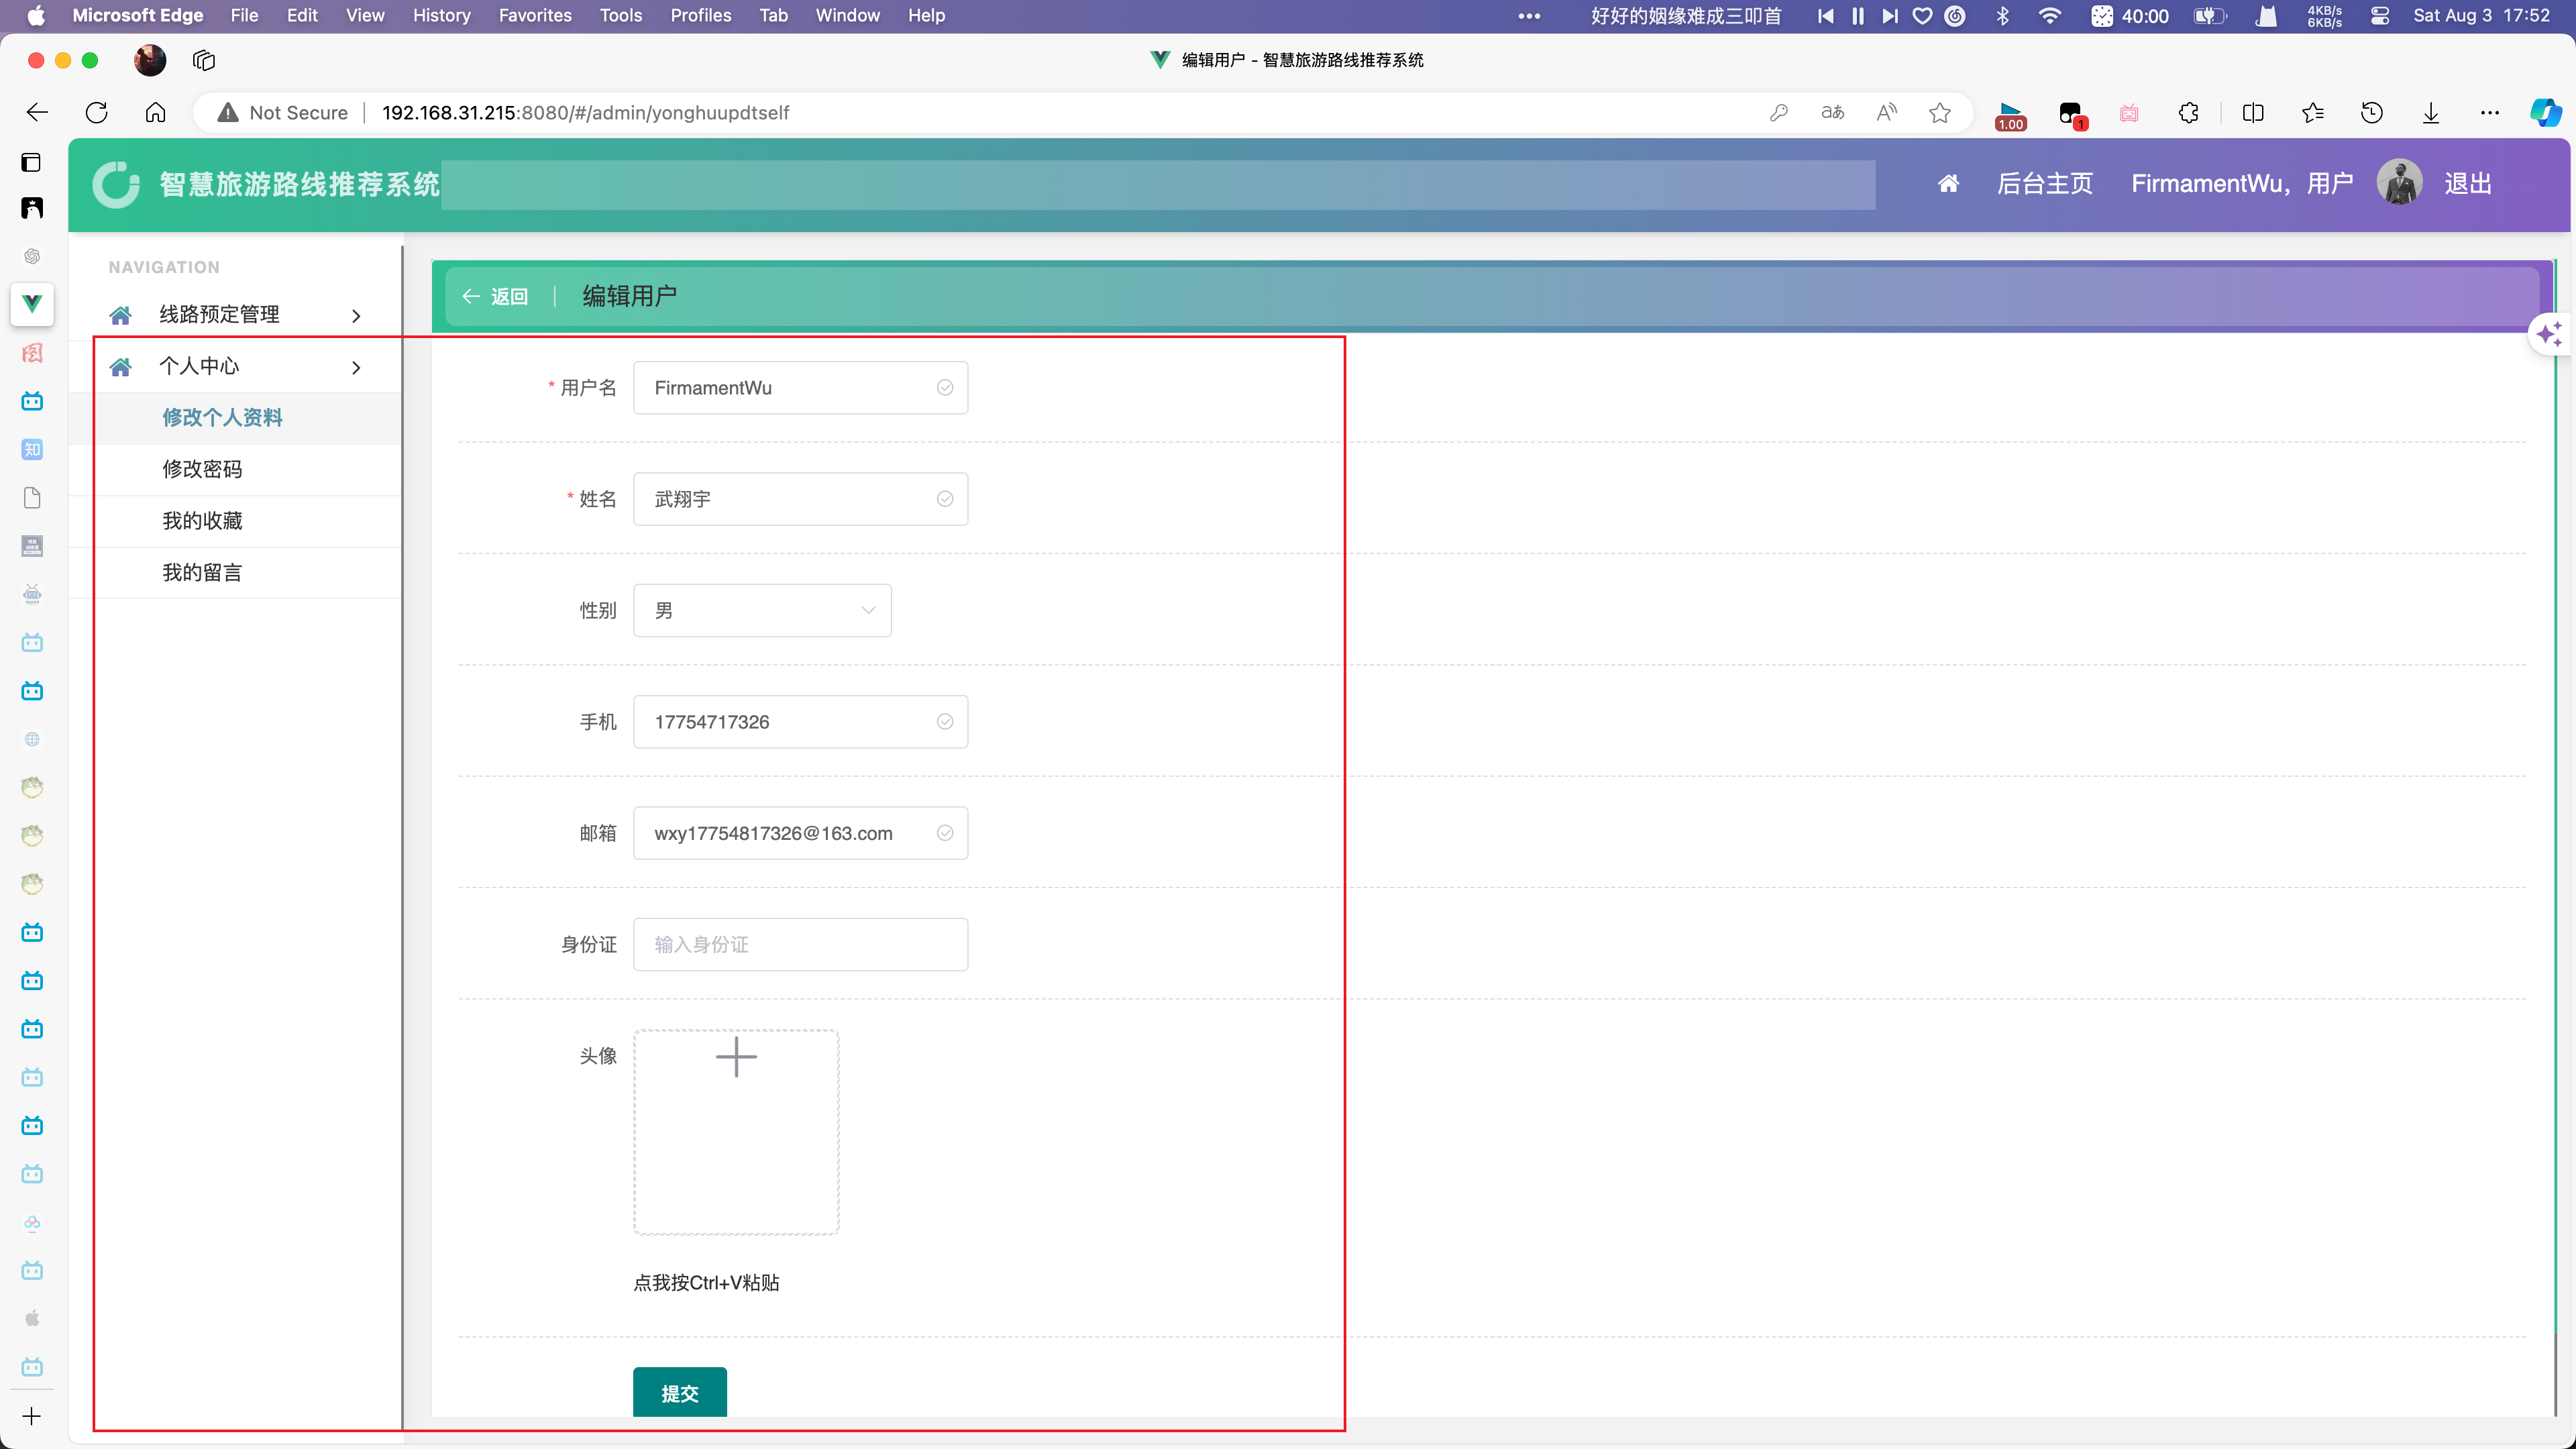 Microsoft Edge File Edit View History Favorites Tools Profiles Tab Window Help ••• 好好的姻缘难成三叩首 40:00 4KB/s 6KB/s Sat Aug 3 17:52
编辑用户 - 智慧旅游路线推荐系统
Not Secure 192.168.31.215:8080/#/admin/yonghuupdtself aあ A 1.00 1
智慧旅游路线推荐系统 后台主页 FirmamentWu，用户 退出
NAVIGATION
线路预定管理
个人中心
修改个人资料
修改密码
我的收藏
我的留言
知
返回 编辑用户
* 用户名 FirmamentWu
* 姓名 武翔宇
性别 男
手机 17754717326
邮箱 wxy17754817326@163.com
身份证 输入身份证
头像
点我按Ctrl+V粘贴
提交